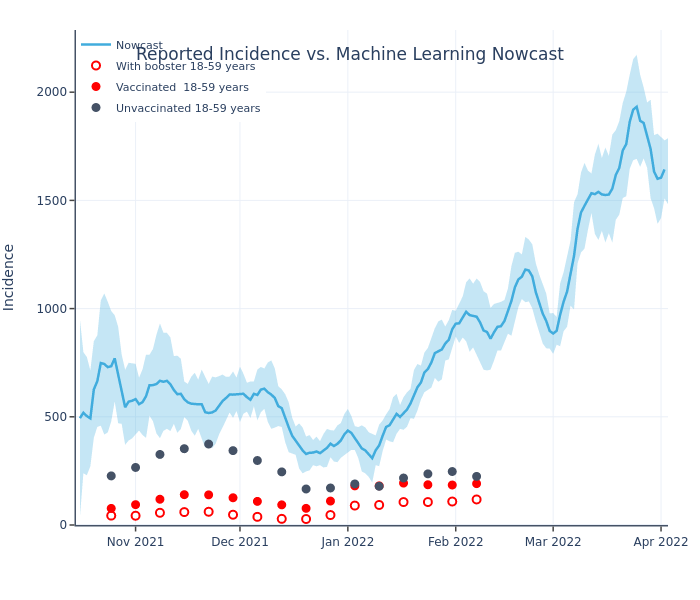 Reported Incidence vs. Machine Learning Nowcast
Nowcast
With booster 18-59 years
Vaccinated 18-59 years
Unvaccinated 18-59 years
Incidence
2000
1500
1000
500
0
Nov 2021
Dec 2021
Jan 2022
Feb 2022
Mar 2022
Apr 2022